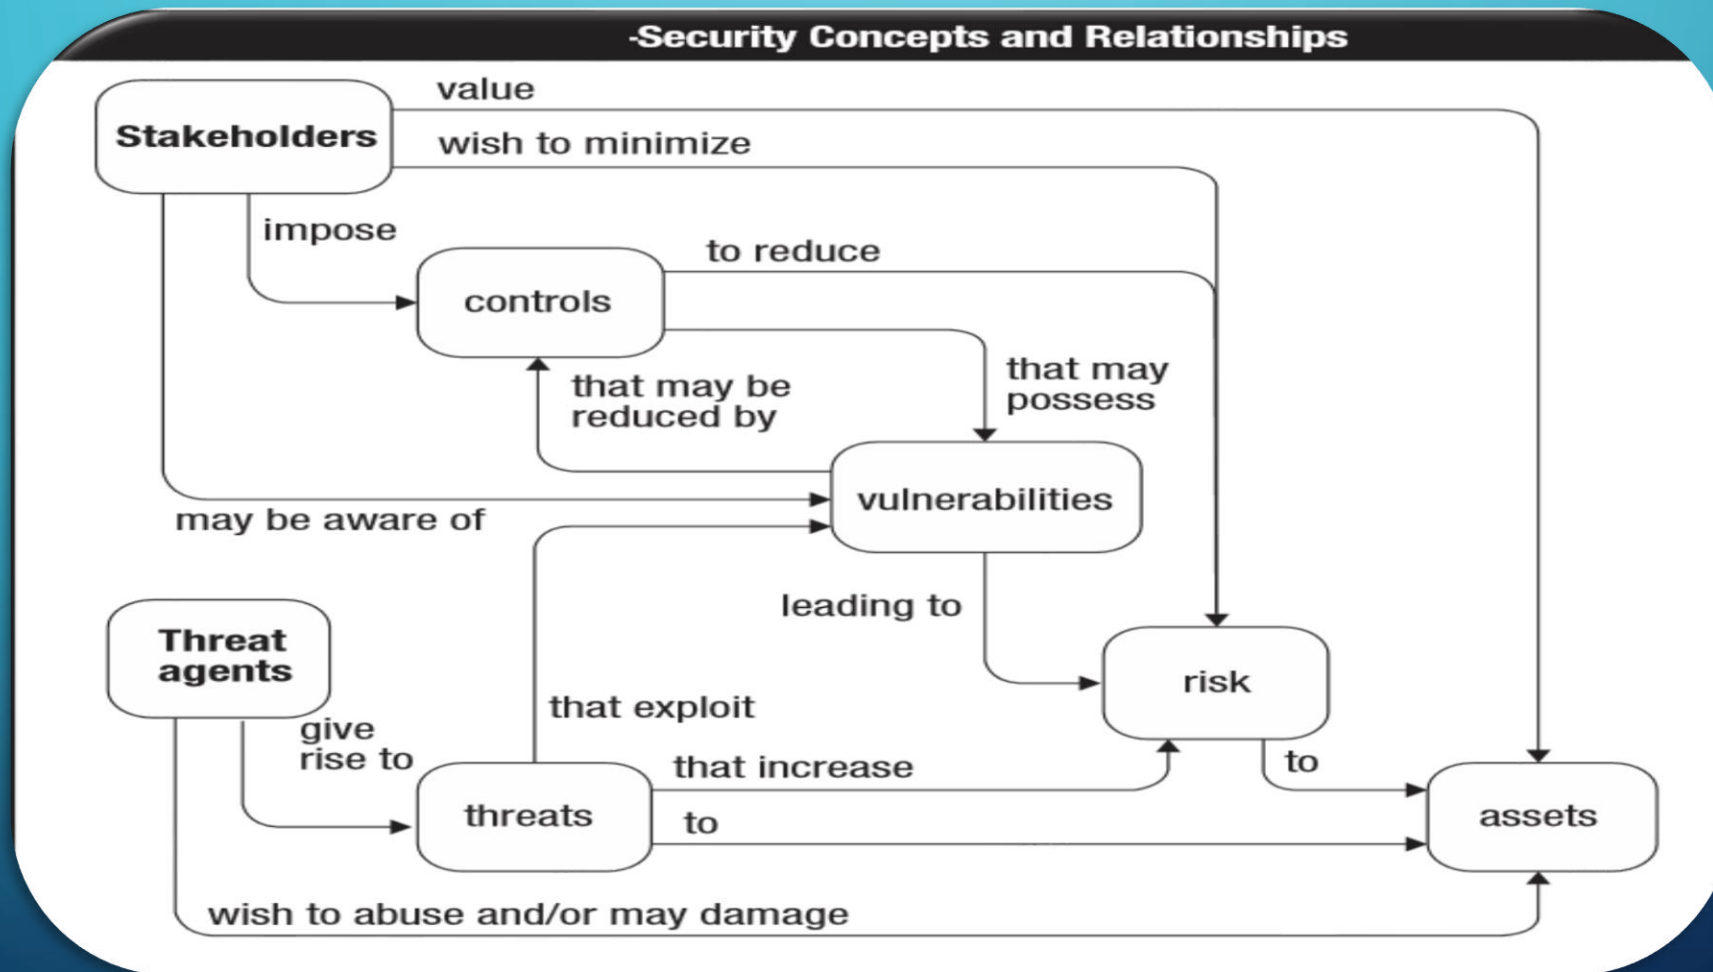 -Security Concepts and Relationships
value
Stakeholders
wish to minimize
impose
to reduce
controls
that may be
reduced by
that may
possess
vulnerabilities
may be aware of
leading to
Threat
agents
risk
that exploit
give
rise to
that increase
to
threats
to
assets
wish to abuse and/or may damage